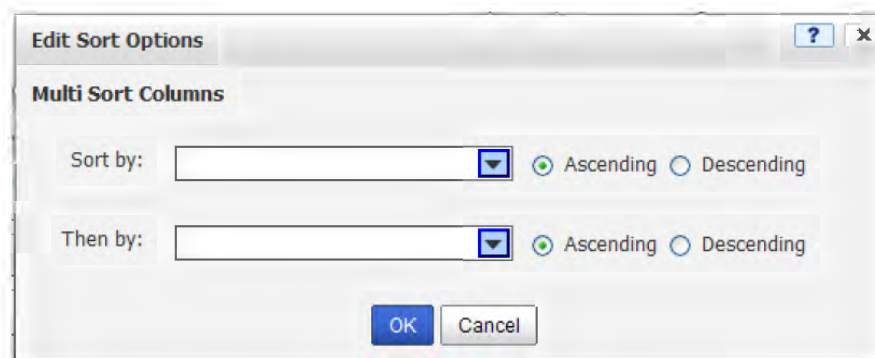 Edit Sort Options ?
Multi Sort Columns
Sort by: Ascending Descending
Then by: Ascending Descending
OK Cancel